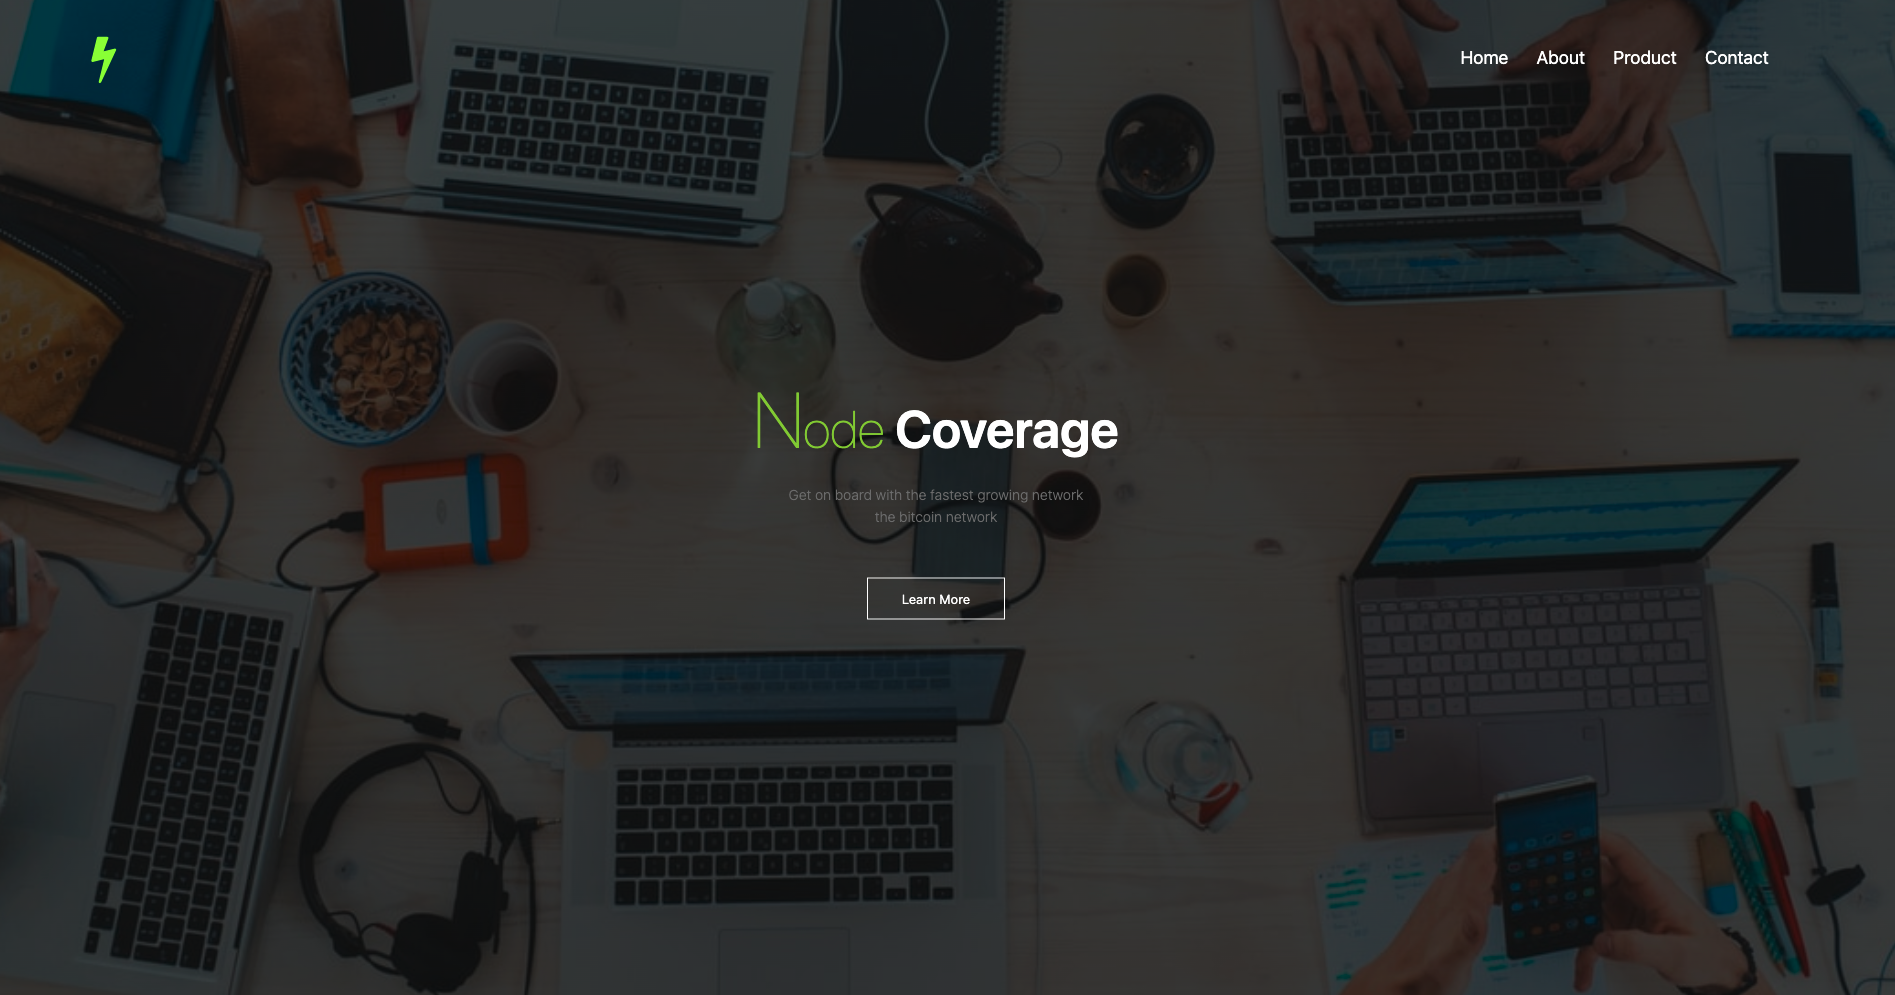 Home About Product Contact
Node Coverage
Get on board with the fastest growing network
the bitcoin network
Learn More